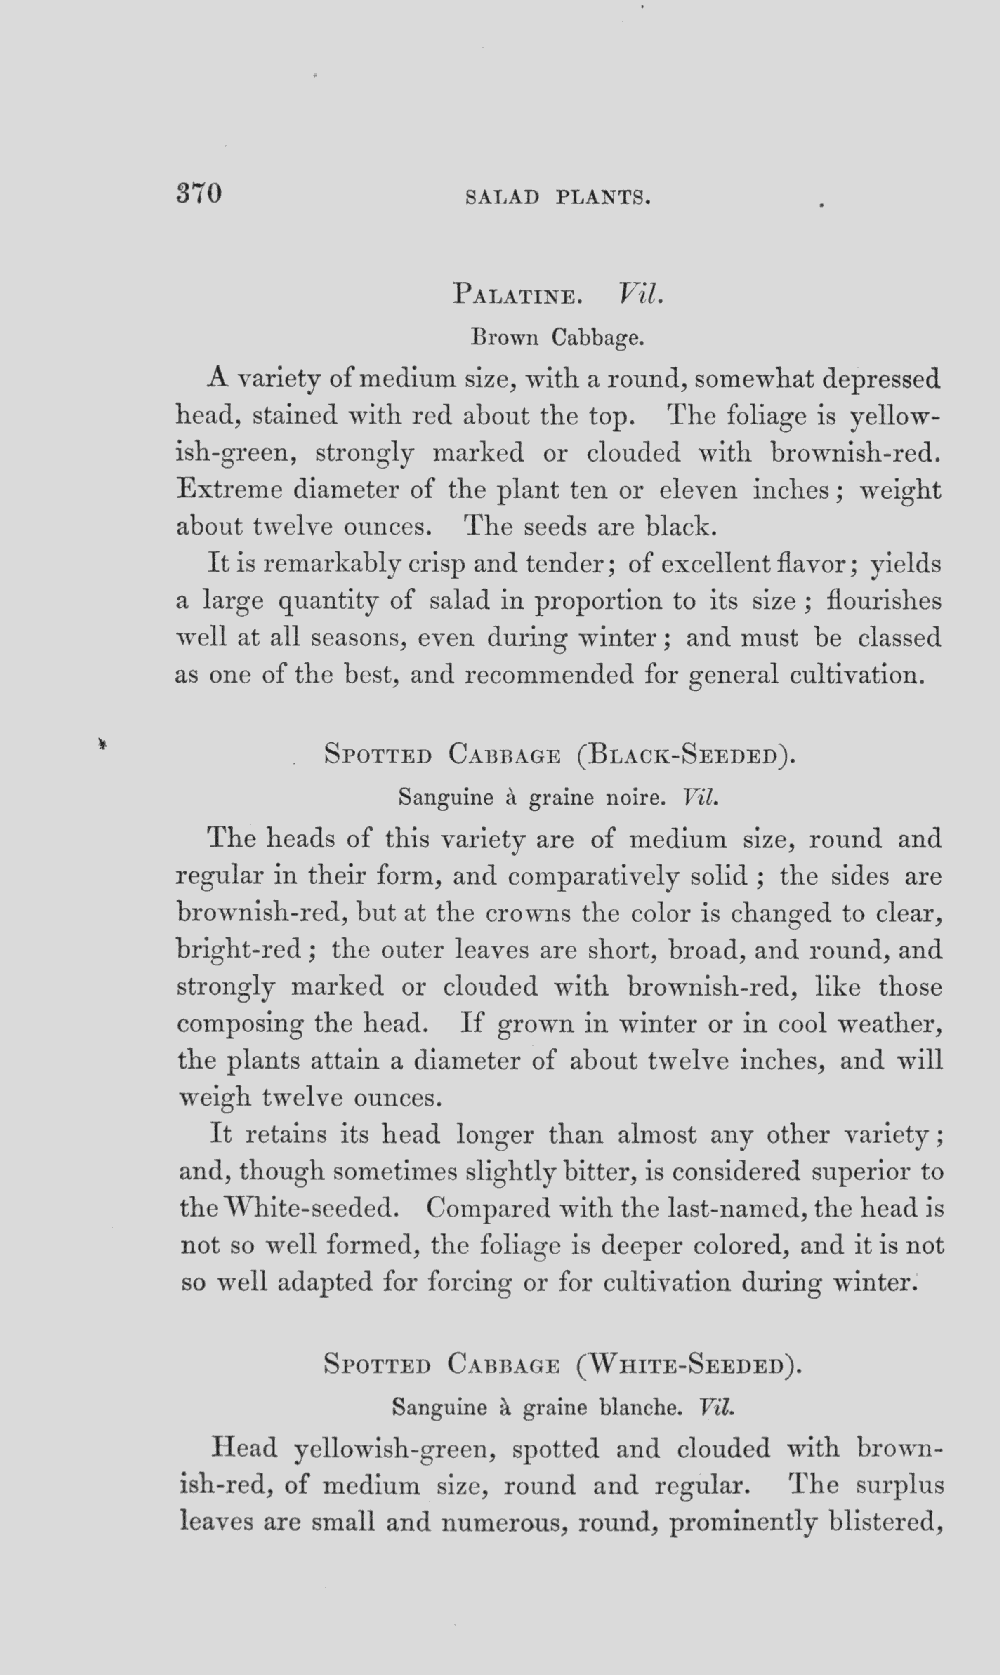 370 SALAD PLANTS.
PALATINE. Vil.
Brown Cabbage.
A variety of medium size, with a round, somewhat depressed
head, stained with red about the top. The foliage is yellow-
ish-green, strongly marked or clouded with brownish-red.
Extreme diameter of the plant ten or eleven inches; weight
about twelve ounces. The seeds are black.
It is remarkably crisp and tender; of excellent flavor; yields
a large quantity of salad in proportion to its size; flourishes
well at all seasons, even during winter; and must be classed
as one of the best, and recommended for general cultivation.
SPOTTED CABBAGE (BLACK-SEEDED).
Sanguine à graine noire. Vil.
The heads of this variety are of medium size, round and
regular in their form, and comparatively solid; the sides are
brownish-red, but at the crowns the color is changed to clear,
bright-red; the outer leaves are short, broad, and round, and
strongly marked or clouded with brownish-red, like those
composing the head. If grown in winter or in cool weather,
the plants attain a diameter of about twelve inches, and will
weigh twelve ounces.
It retains its head longer than almost any other variety;
and, though sometimes slightly bitter, is considered superior to
the White-seeded. Compared with the last-named, the head is
not so well formed, the foliage is deeper colored, and it is not
so well adapted for forcing or for cultivation during winter.
SPOTTED CABBAGE (WHITE-SEEDED).
Sanguine à graine blanche. Vil.
Head yellowish-green, spotted and clouded with brown-
ish-red, of medium size, round and regular. The surplus
leaves are small and numerous, round, prominently blistered,